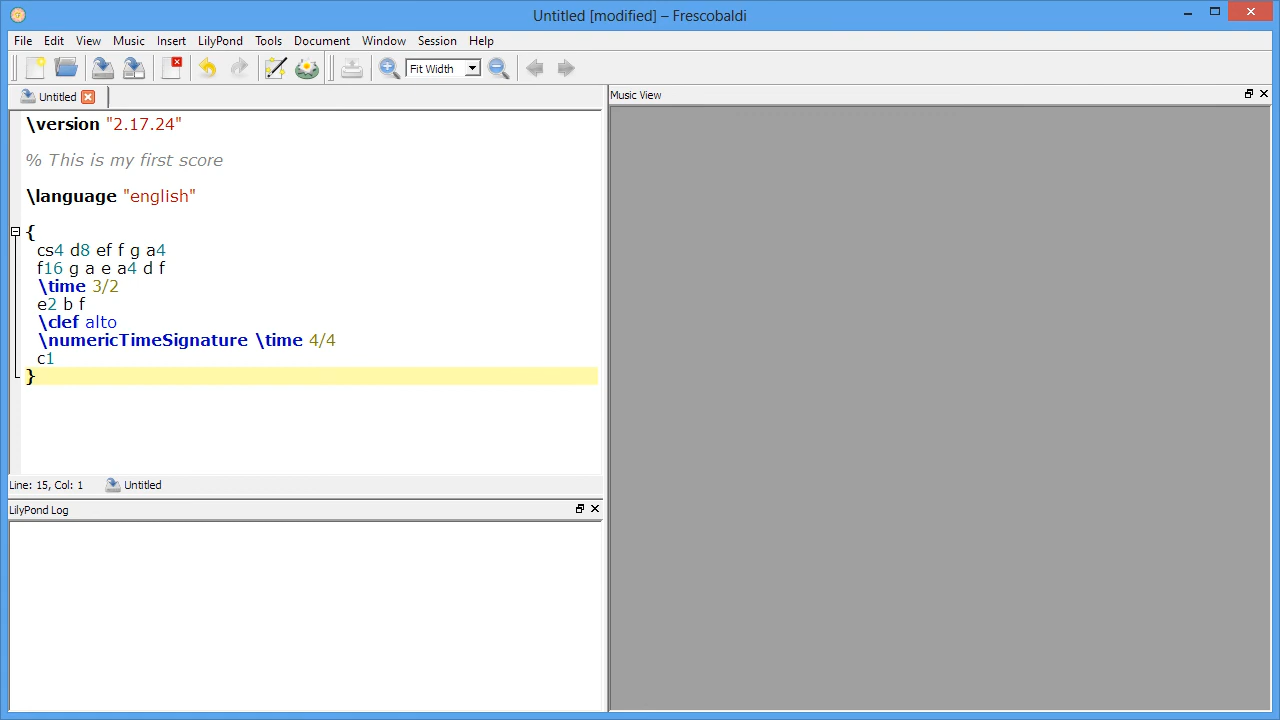 Untitled [modified] – Frescobaldi
File Edit View Music Insert LilyPond Tools Document Window Session Help
Fit Width
Untitled
Music View
\version "2.17.24"
% This is my first score
\language "english"
{
cs4 d8 ef f g a4
f16 g a e a4 d f
\time 3/2
e2 b f
\clef alto
\numericTimeSignature \time 4/4
c1
}
Line: 15, Col: 1 Untitled
LilyPond Log